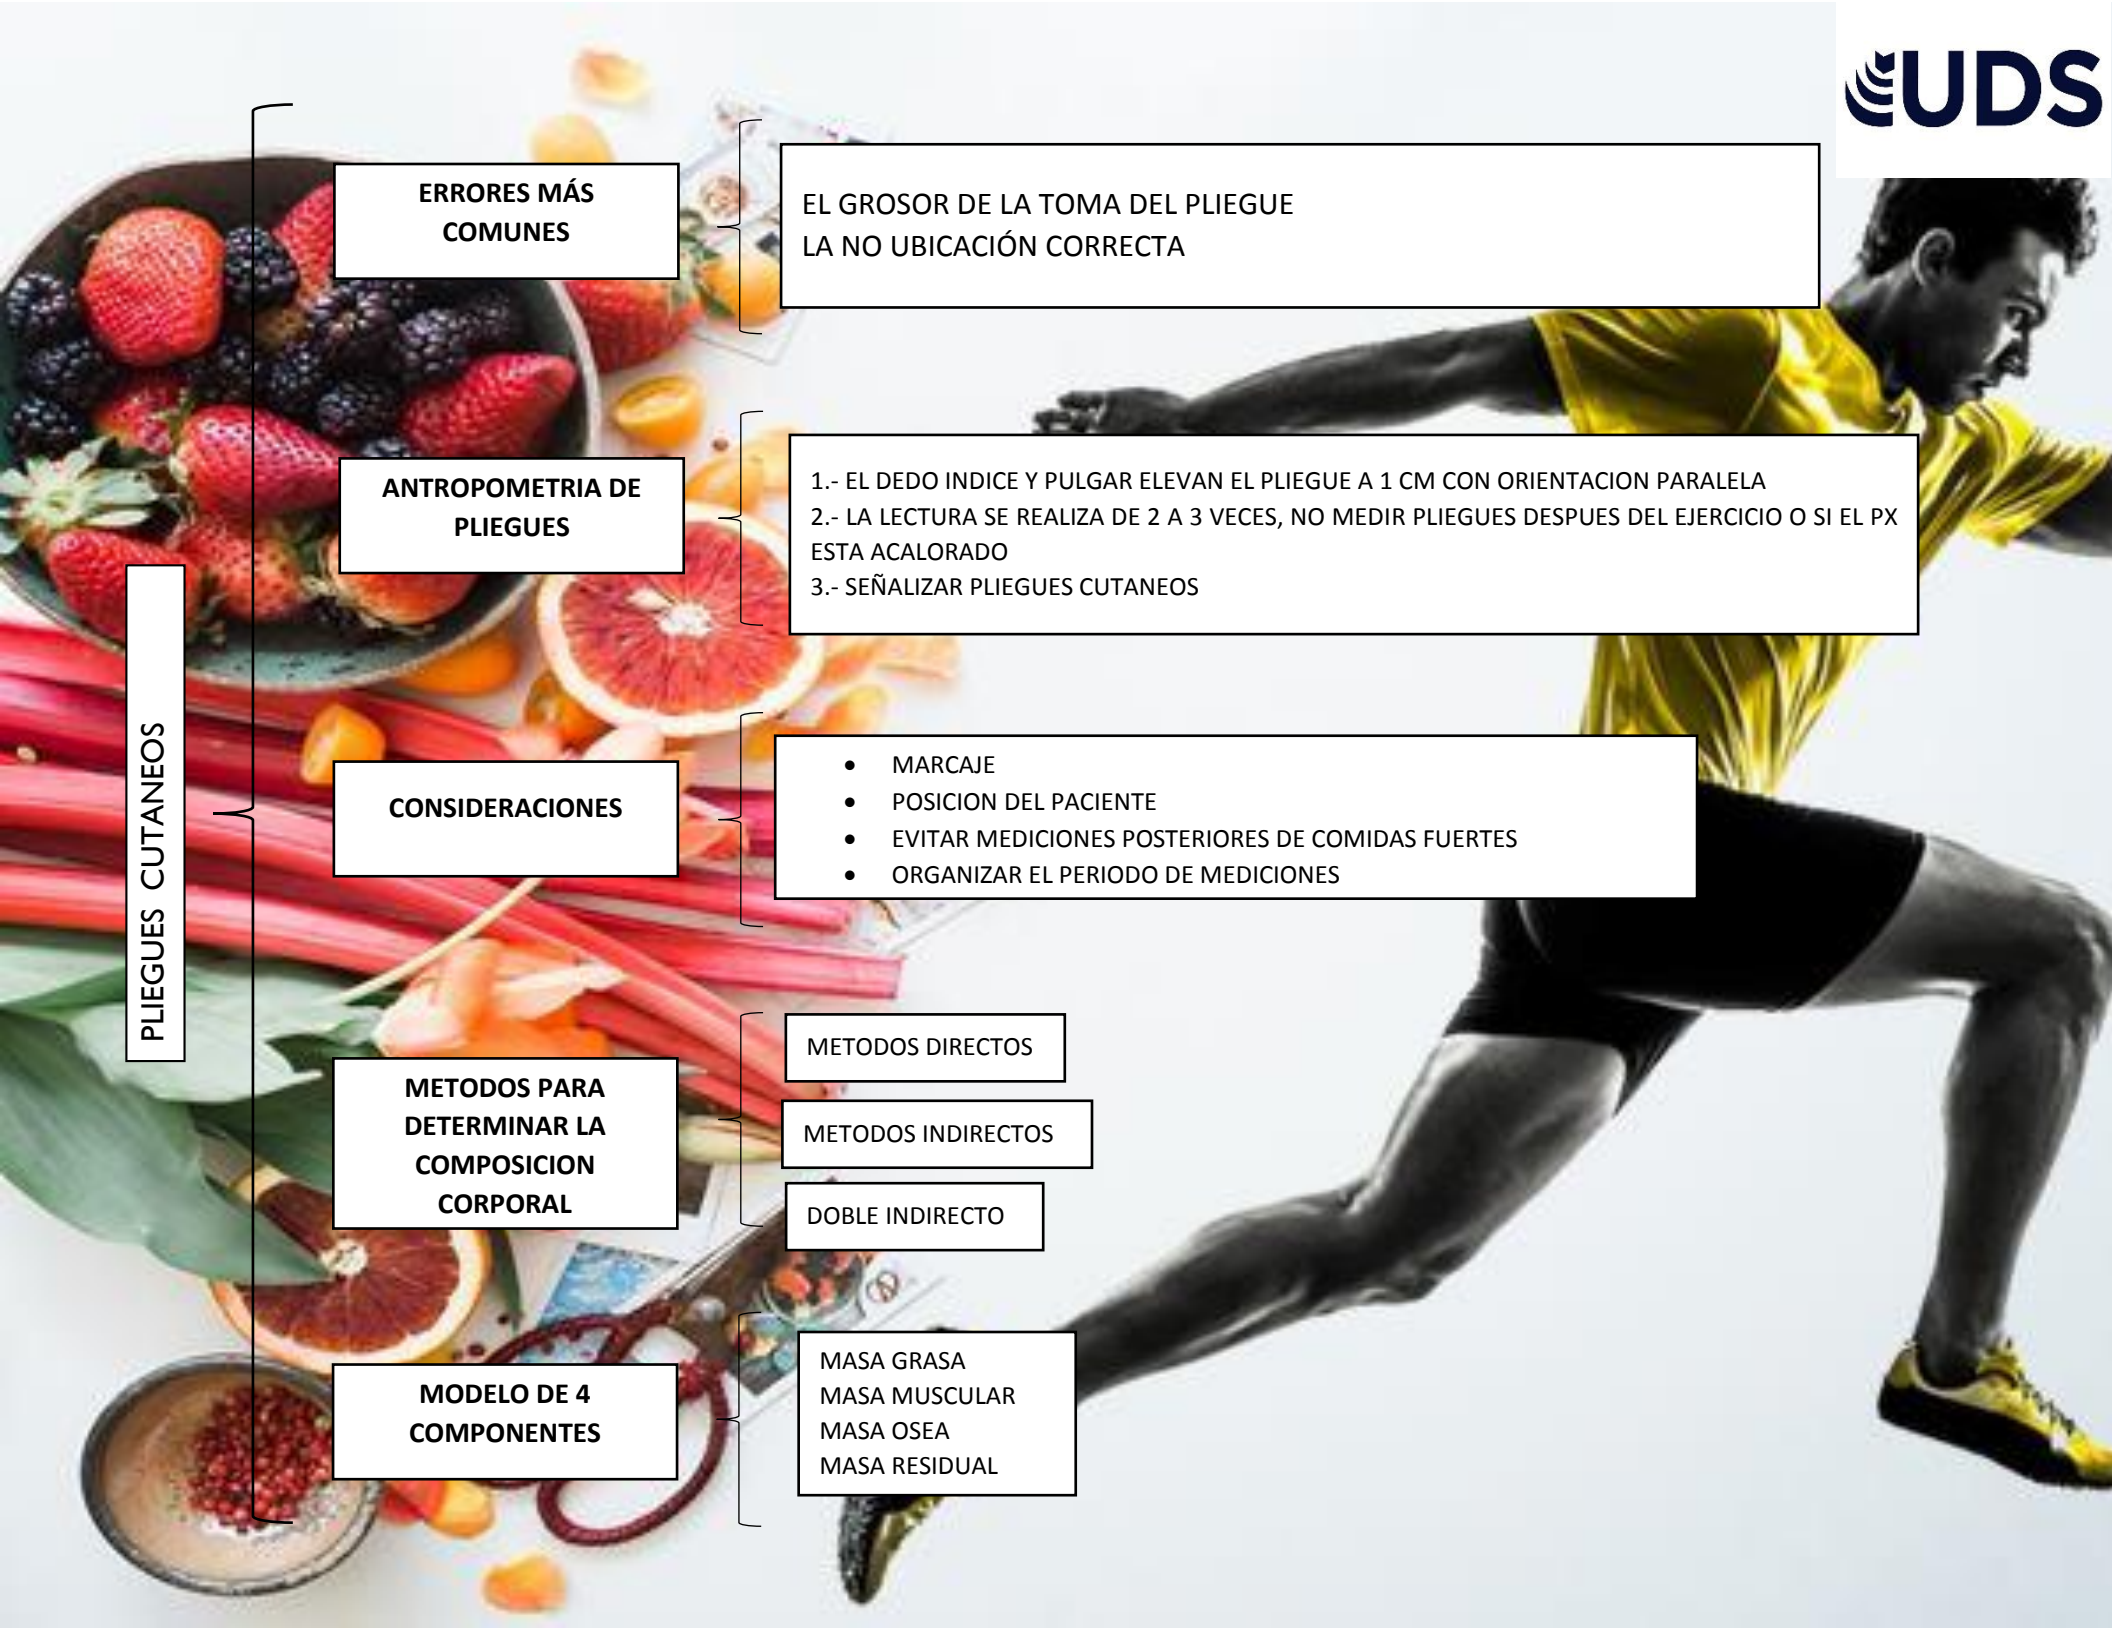 UDS
PLIEGUES CUTANEOS
ERRORES MÁS
COMUNES
EL GROSOR DE LA TOMA DEL PLIEGUE
LA NO UBICACIÓN CORRECTA
ANTROPOMETRIA DE
PLIEGUES
1.- EL DEDO INDICE Y PULGAR ELEVAN EL PLIEGUE A 1 CM CON ORIENTACION PARALELA
2.- LA LECTURA SE REALIZA DE 2 A 3 VECES, NO MEDIR PLIEGUES DESPUES DEL EJERCICIO O SI EL PX
ESTA ACALORADO
3.- SEÑALIZAR PLIEGUES CUTANEOS
CONSIDERACIONES
• MARCAJE
• POSICION DEL PACIENTE
• EVITAR MEDICIONES POSTERIORES DE COMIDAS FUERTES
• ORGANIZAR EL PERIODO DE MEDICIONES
METODOS PARA
DETERMINAR LA
COMPOSICION
CORPORAL
METODOS DIRECTOS
METODOS INDIRECTOS
DOBLE INDIRECTO
MODELO DE 4
COMPONENTES
MASA GRASA
MASA MUSCULAR
MASA OSEA
MASA RESIDUAL